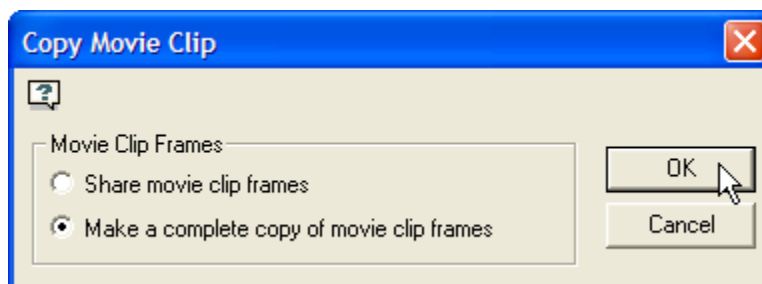 Copy Movie Clip
?
Movie Clip Frames
Share movie clip frames
Make a complete copy of movie clip frames
OK
Cancel